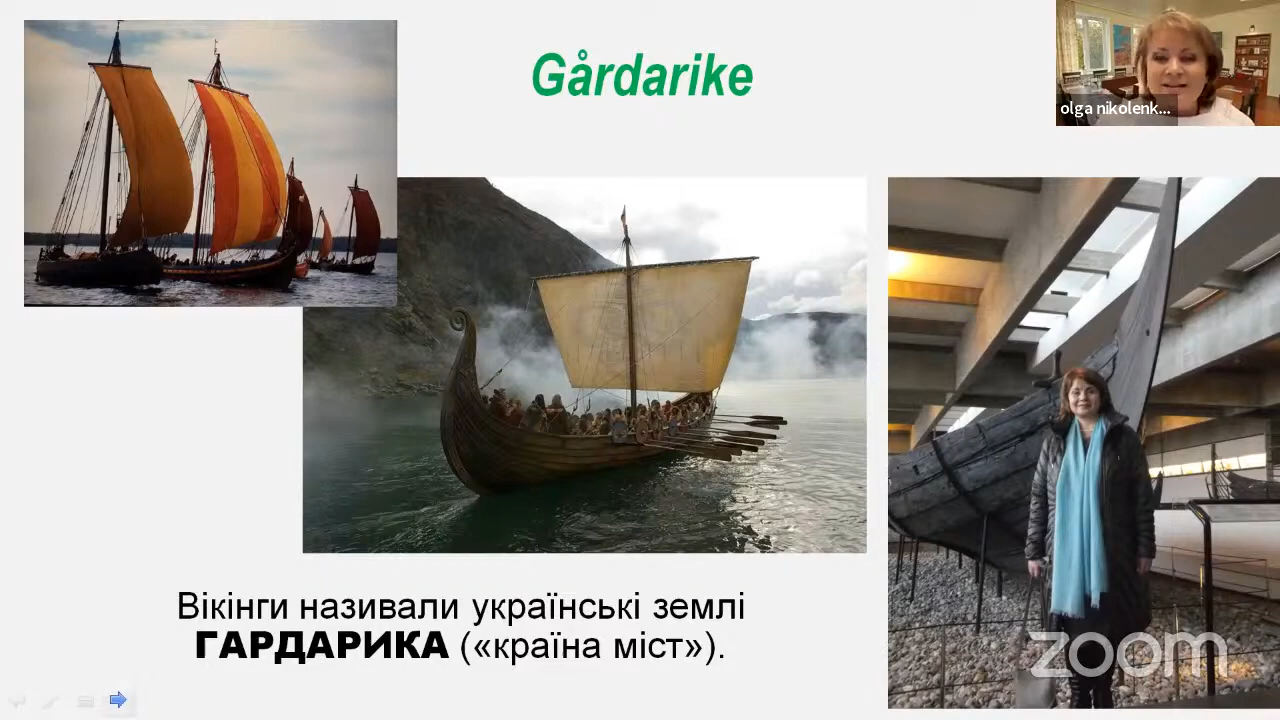 Gårdarike
olga nikolenk...
Вікінги називали українські землі
ГАРДАРИКА («країна міст»).
zoom